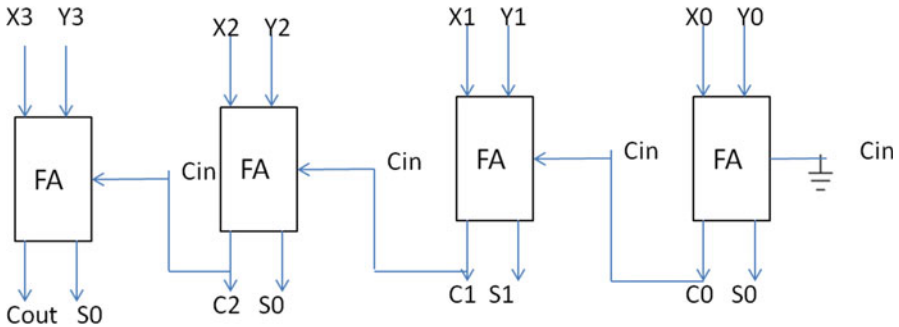 X3 Y3 X2 Y2 X1 Y1 X0 Y0
FA Cin FA Cin FA Cin FA Cin
Cout S0 C2 S0 C1 S1 C0 S0